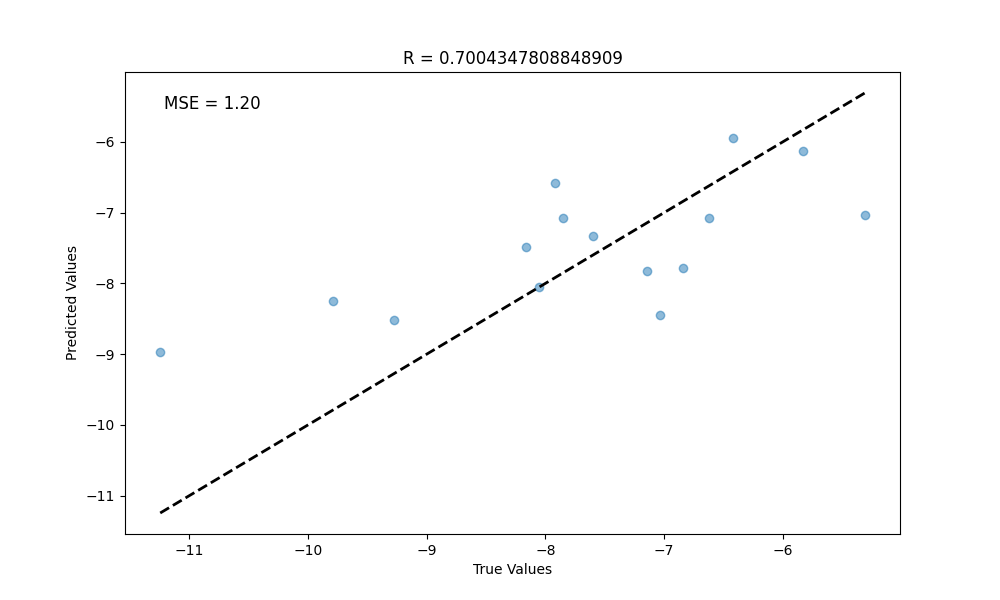 R = 0.7004347808848909
MSE = 1.20
−6
−7
−8
−9
−10
−11
Predicted Values
−11 −10 −9 −8 −7 −6
True Values